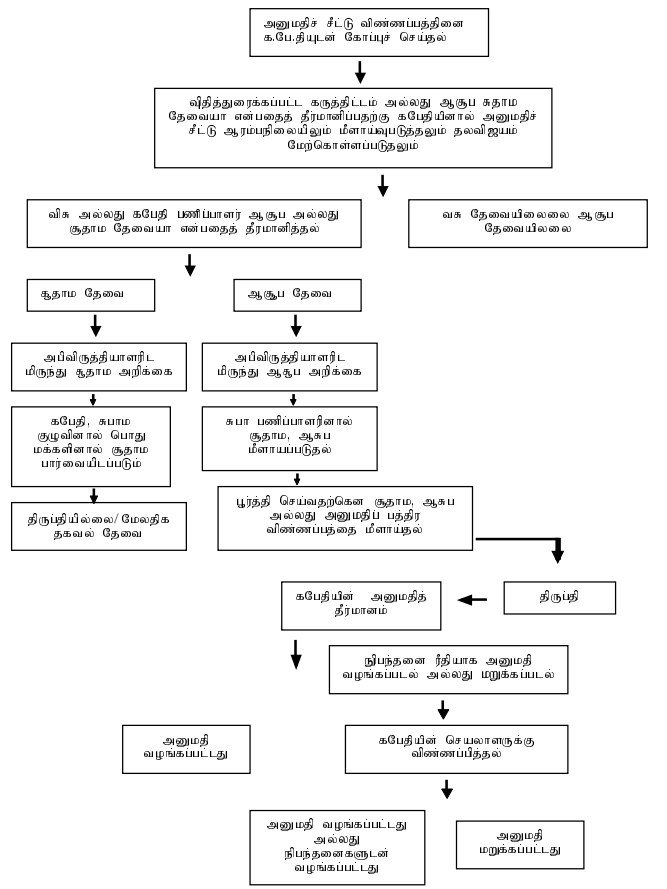 அனுமதிச் சீட்டு விண்ணப்பத்தினை
க.பே.தியுடன் கோப்புச் செய்தல்
விதித்துரைக்கப்பட்ட கருத்திட்டம் அல்லது ஆசூப சுதாம
தேவையா என்பதைத் தீர்மானிப்பதற்கு கபேதியினால் அனுமதிச்
சீட்டு ஆரம்பநிலையிலும் மீளாய்வுபடுத்தலும் தலவிஜயம்
மேற்கொள்ளப்படுதலும்
விசு அல்லது கபேதி பணிப்பாளர் ஆசூப அல்லது
சூதாம தேவையா என்பதைத் தீரமானித்தல்
வசு தேவையிலைலை ஆசூப
தேவையிலலை
சூதாம தேவை
ஆசூப தேவை
அபிவிருத்தியாளரிட
மிருந்து சூதாம அறிக்கை
அபிவிருத்தியாளரிட
மிருந்து ஆசூப அறிக்கை
கபேதி, சுபாம
குழுவினால் பொது
மக்களினால் சூதாம
பார்வையிடப்படும்
சுபா பணிப்பாளரினால்
சூதாம, ஆசுப
மீளாயப்படுதல்
திருப்தியில்லை/மேலதிக
தகவல் தேவை
பூர்த்தி செய்வதற்கென சூதாம, ஆசுப
அல்லது அனுமதிப் பத்திர
விண்ணப்பத்தை மீளாய்தல்
திருப்தி
கபேதியின் அனுமதித்
தீர்மானம்
நிபந்தனை ரீதியாக அனுமதி
வழங்கப்படல் அல்லது மறுக்கப்படல்
அனுமதி
வழங்கப்பட்டது
கபேதியின் செயலாளருக்கு
விண்ணப்பித்தல்
அனுமதி வழங்கப்பட்டது
அல்லது
நிபந்தனைகளுடன்
வழங்கப்பட்டது
அனுமதி
மறுக்கப்பட்டது